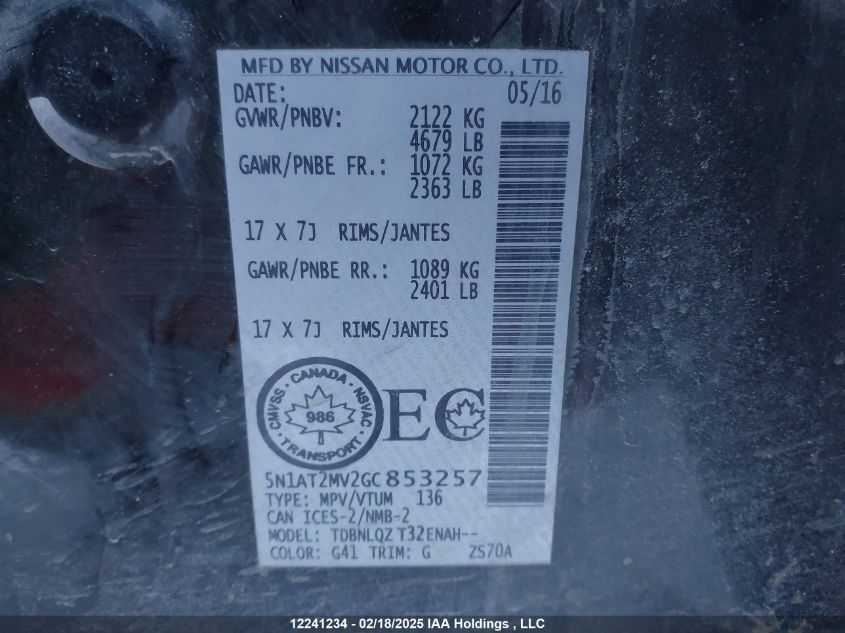 MFD BY NISSAN MOTOR CO., LTD.
DATE: 05/16
GVWR/PNBV: 2122 KG
4679 LB
GAWR/PNBE FR.: 1072 KG
2363 LB
17 X 7J RIMS/JANTES
GAWR/PNBE RR.: 1089 KG
2401 LB
17 X 7J RIMS/JANTES
CMVSS · CANADA · NSVAC · TRANSPORT
986
EC
5N1AT2MV2GC853257
TYPE: MPV/VTUM 136
CAN ICES-2/NMB-2
MODEL: TDBNLQZ T32ENAH--
COLOR: G41 TRIM: G ZS70A
12241234 - 02/18/2025 IAA Holdings , LLC